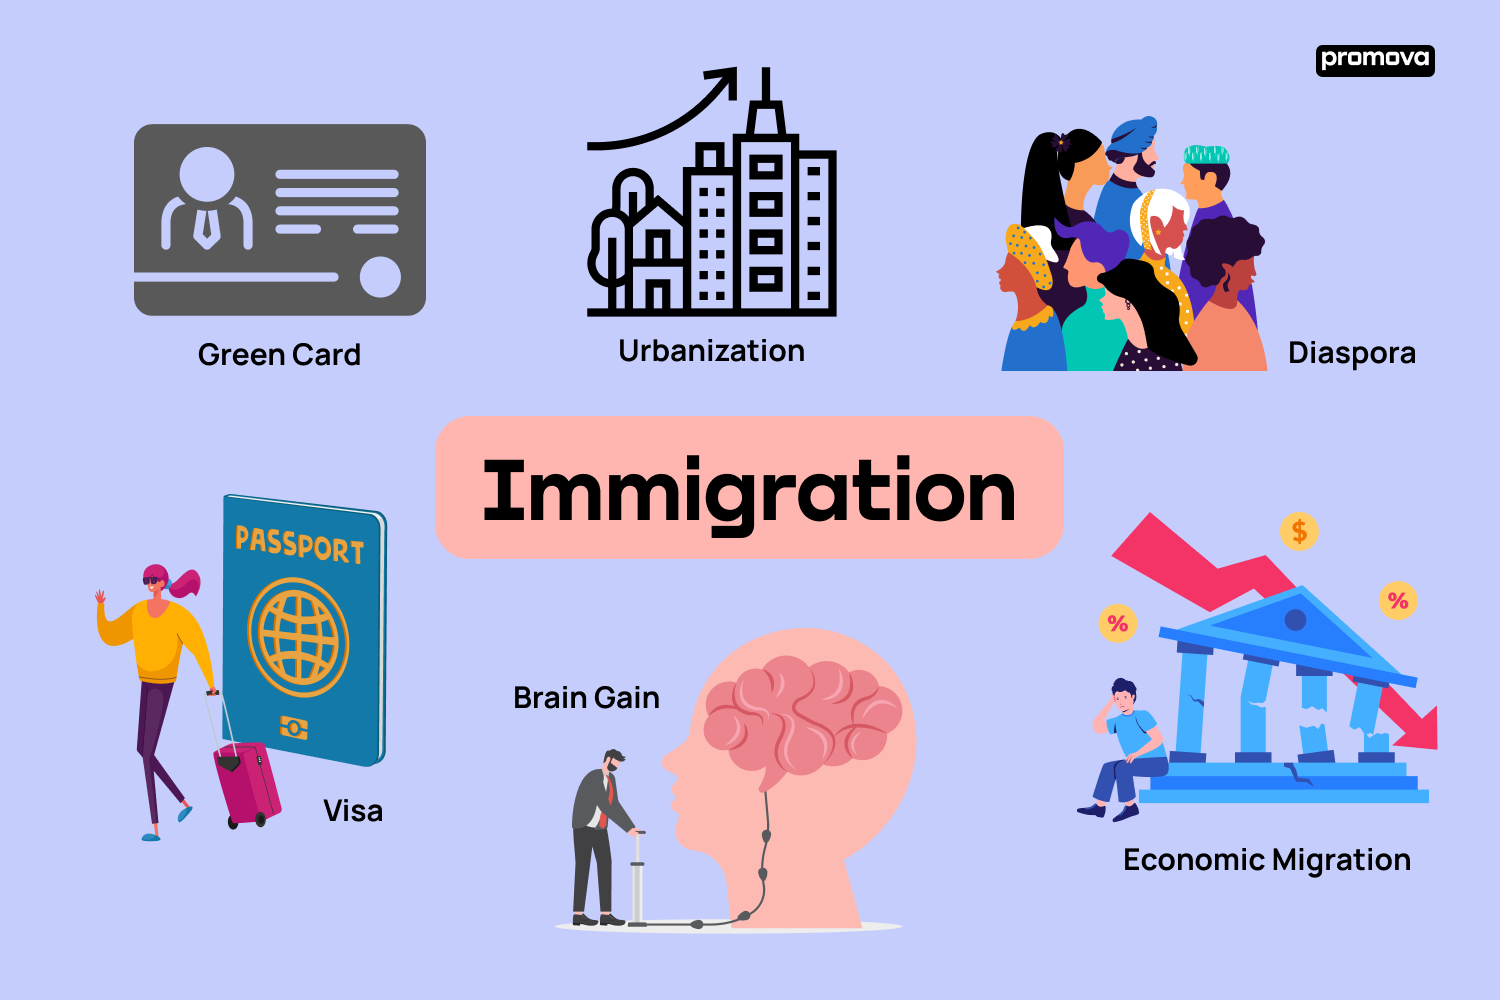 promova
Green Card
Urbanization
Diaspora
Immigration
PASSPORT
Visa
Brain Gain
$
%
%
Economic Migration